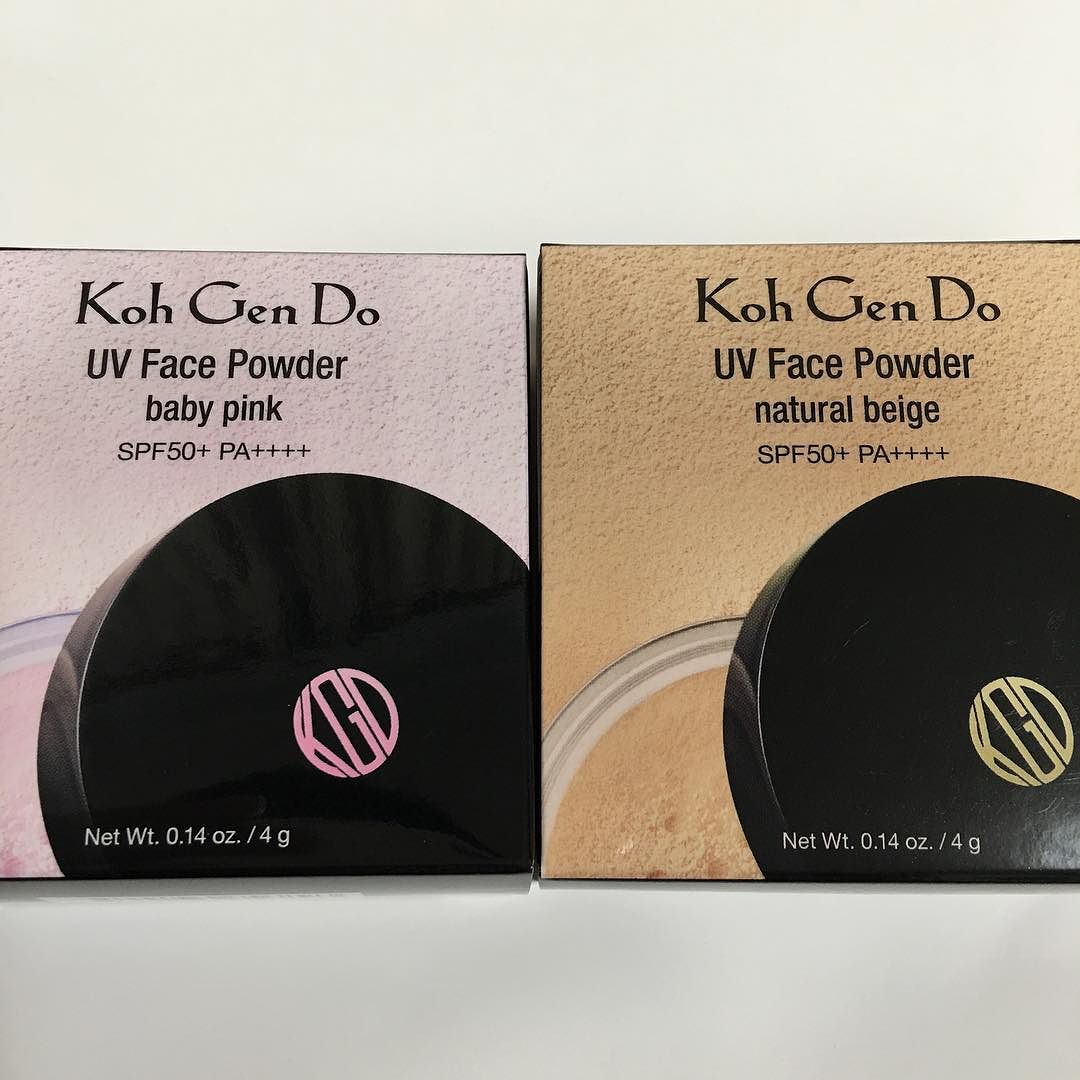 Koh Gen Do
UV Face Powder
baby pink
SPF50+ PA++++
KGD
Net Wt. 0.14 oz. / 4 g
Koh Gen Do
UV Face Powder
natural beige
SPF50+ PA++++
KGD
Net Wt. 0.14 oz. / 4 g